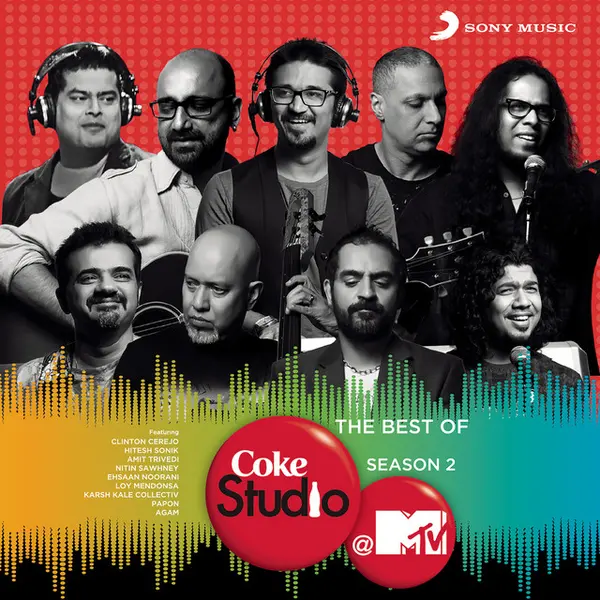 SONY MUSIC
THE BEST OF
SEASON 2
Featuring
CLINTON CEREJO
HITESH SONIK
AMIT TRIVEDI
NITIN SAWHNEY
EHSAAN NOORANI
LOY MENDONSA
KARSH KALE COLLECTIV
PAPON
AGAM
Coke
Studio
@MTV